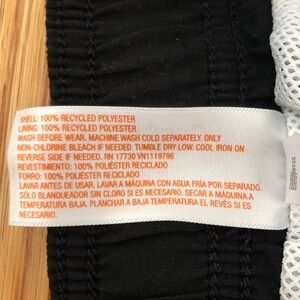 SHELL: 100% RECYCLED POLYESTER
LINING: 100% RECYCLED POLYESTER
WASH BEFORE WEAR. MACHINE WASH COLD SEPARATELY. ONLY
NON-CHLORINE BLEACH IF NEEDED. TUMBLE DRY LOW. COOL IRON ON
REVERSE SIDE IF NEEDED. RN 17730 VN1119796
REVESTIMIENTO: 100% POLIÉSTER RECICLADO
FORRO: 100% POLIÉSTER RECICLADO
LAVAR ANTES DE USAR. LAVAR A MÁQUINA CON AGUA FRÍA POR SEPARADO.
SÓLO BLANQUEADOR SIN CLORO SI ES NECESARIO. SECAR A MÁQUINA A
BAJA TEMPERATURA. PLANCHAR A BAJA TEMPERATURA EL REVÉS SI ES
NECESARIO.